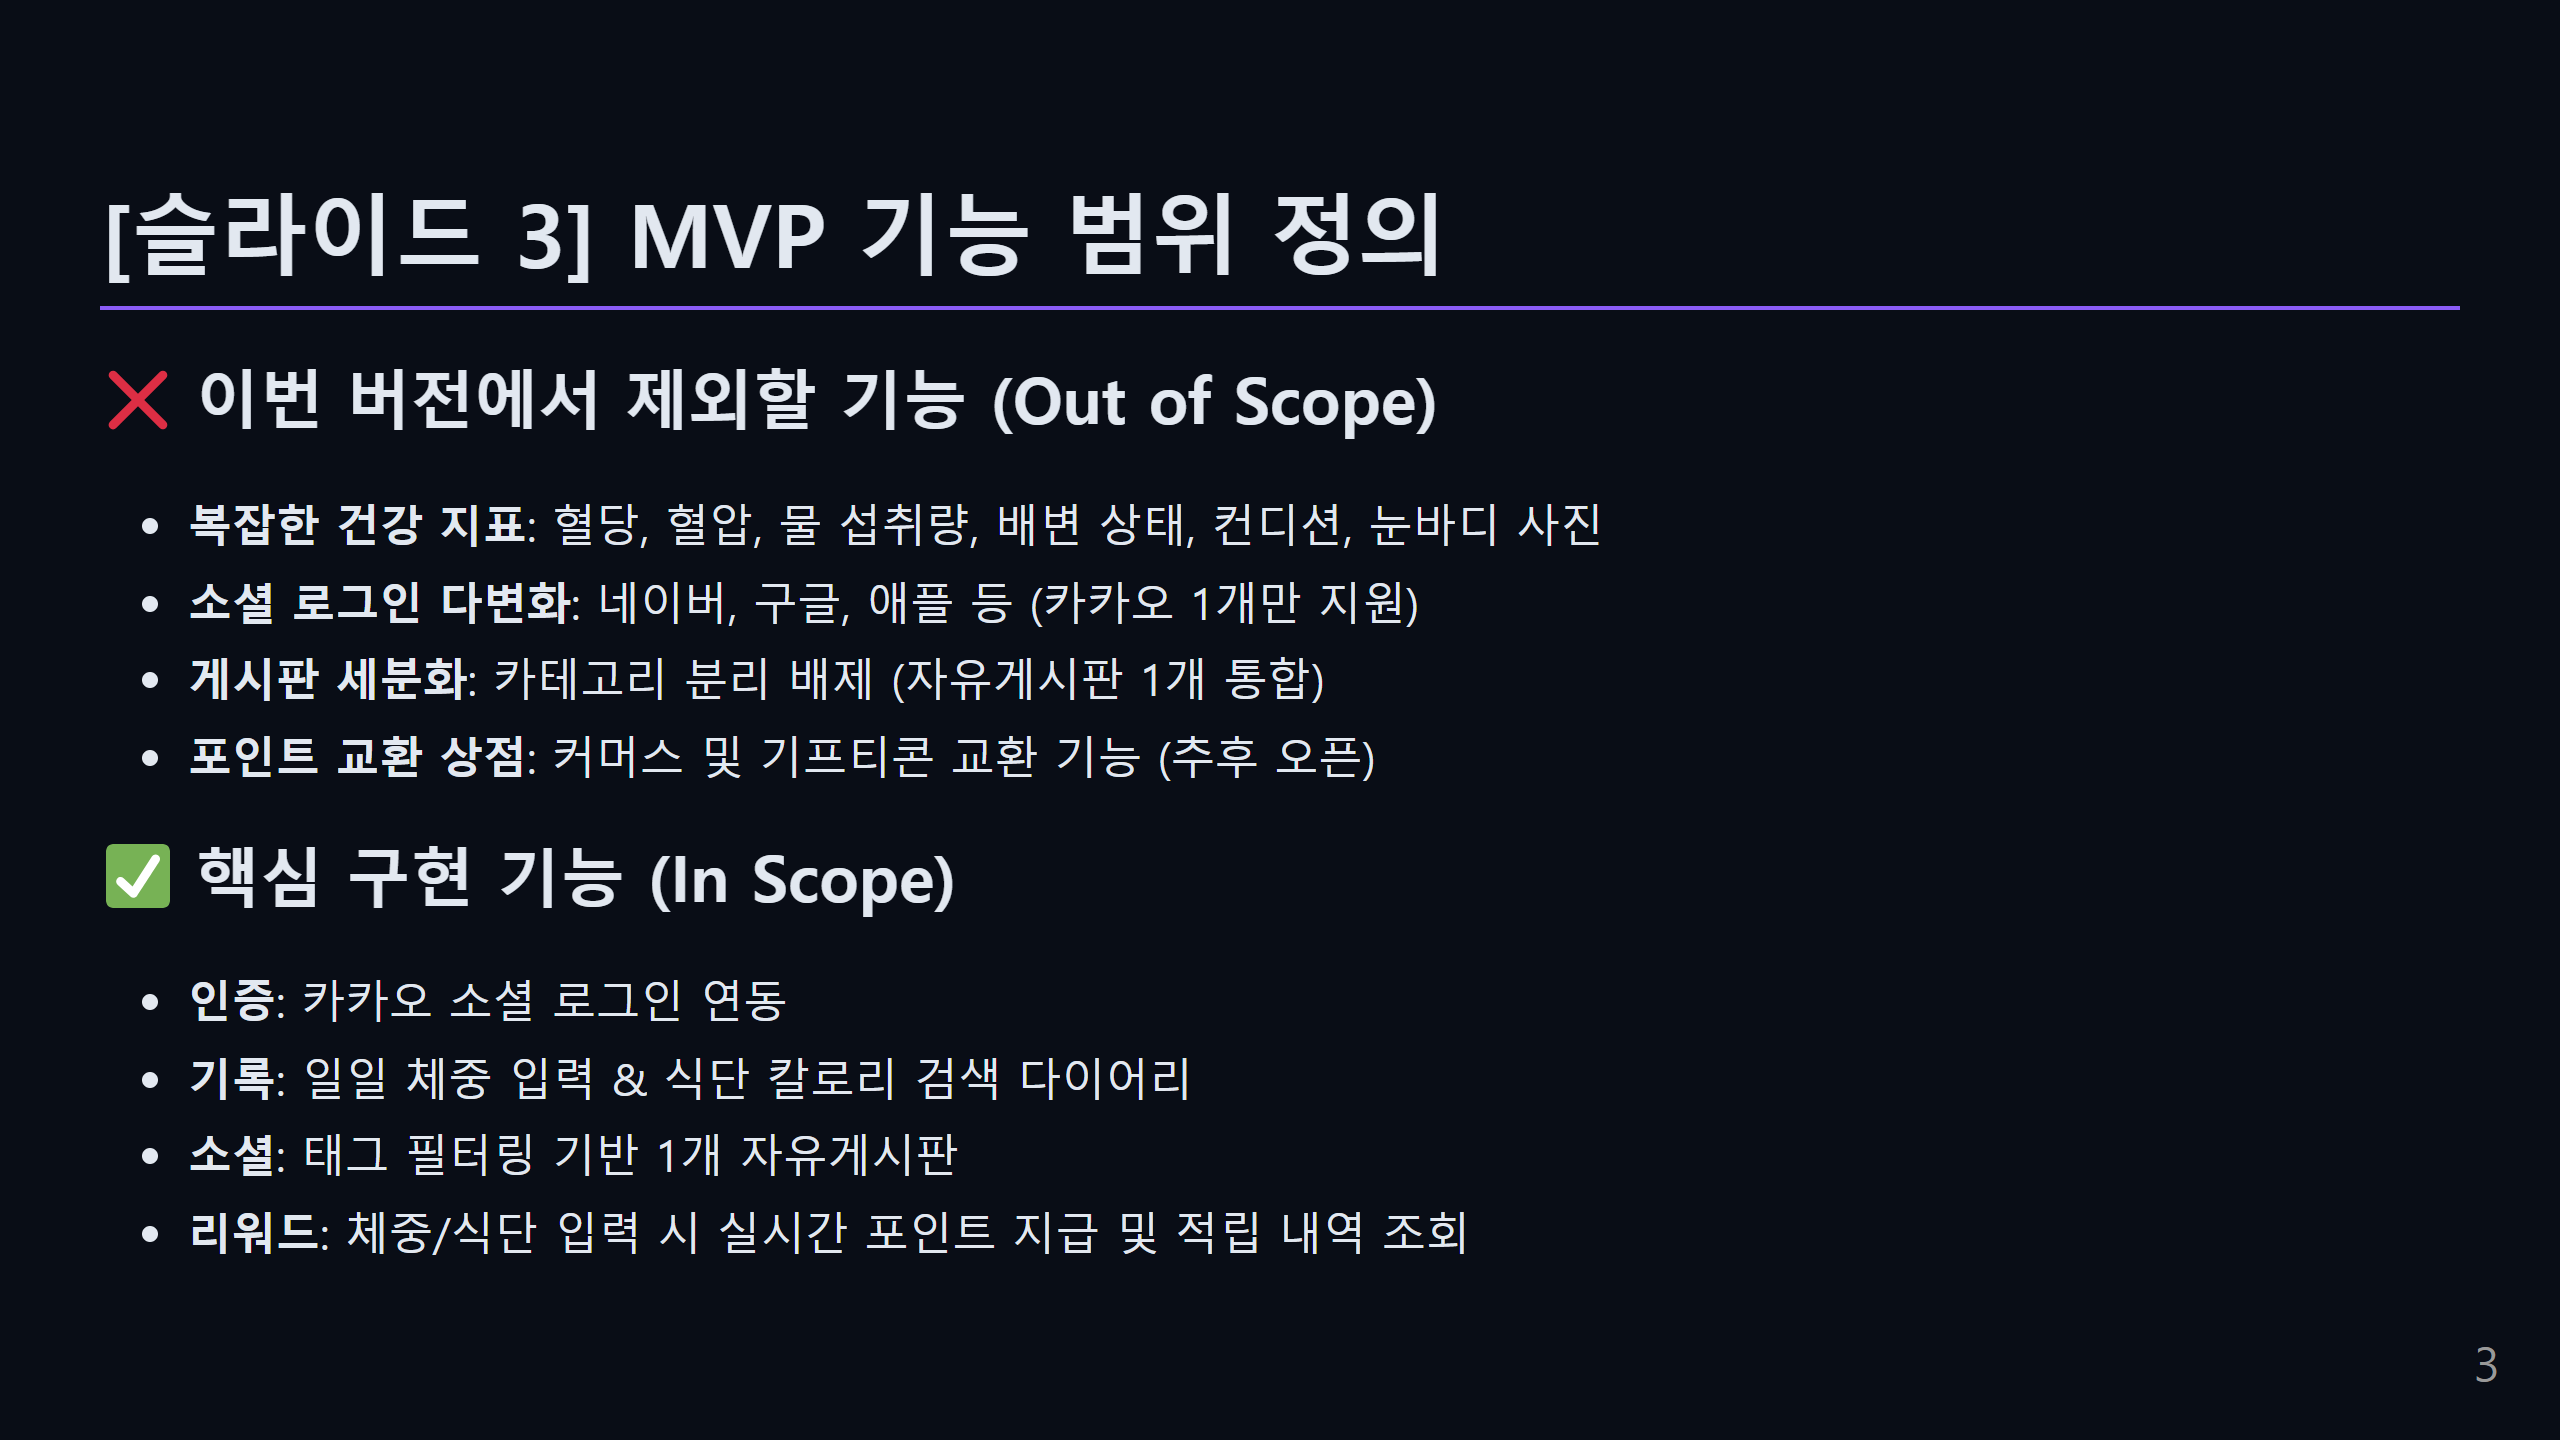 [슬라이드 3] MVP 기능 범위 정의
❌ 이번 버전에서 제외할 기능 (Out of Scope)
• 복잡한 건강 지표: 혈당, 혈압, 물 섭취량, 배변 상태, 컨디션, 눈바디 사진
• 소셜 로그인 다변화: 네이버, 구글, 애플 등 (카카오 1개만 지원)
• 게시판 세분화: 카테고리 분리 배제 (자유게시판 1개 통합)
• 포인트 교환 상점: 커머스 및 기프티콘 교환 기능 (추후 오픈)
✅ 핵심 구현 기능 (In Scope)
• 인증: 카카오 소셜 로그인 연동
• 기록: 일일 체중 입력 & 식단 칼로리 검색 다이어리
• 소셜: 태그 필터링 기반 1개 자유게시판
• 리워드: 체중/식단 입력 시 실시간 포인트 지급 및 적립 내역 조회
3